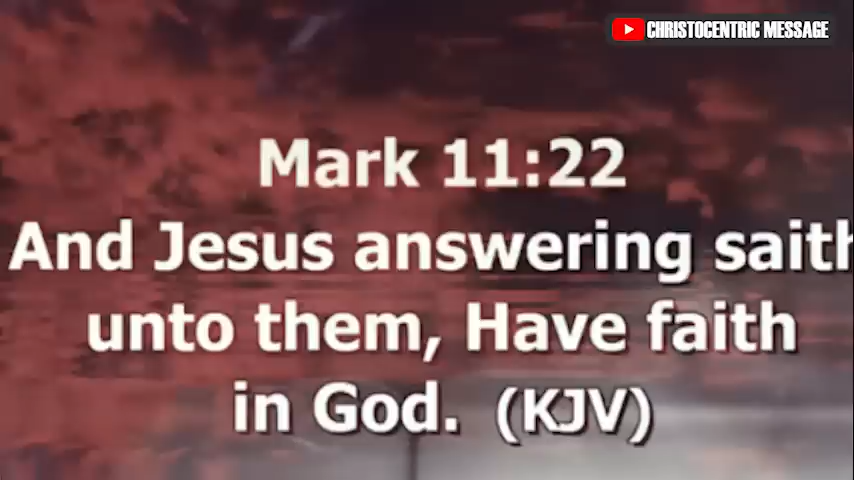 CHRISTOCENTRIC MESSAGE
Mark 11:22
And Jesus answering saith
unto them, Have faith
in God. (KJV)